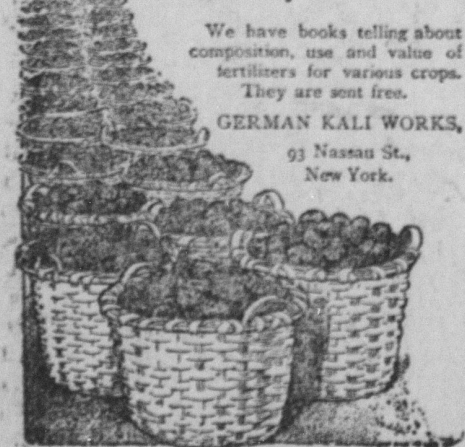 We have books telling about
composition, use and value of
fertilizers for various crops.
They are sent free.
GERMAN KALI WORKS,
93 Nassau St.,
New York.